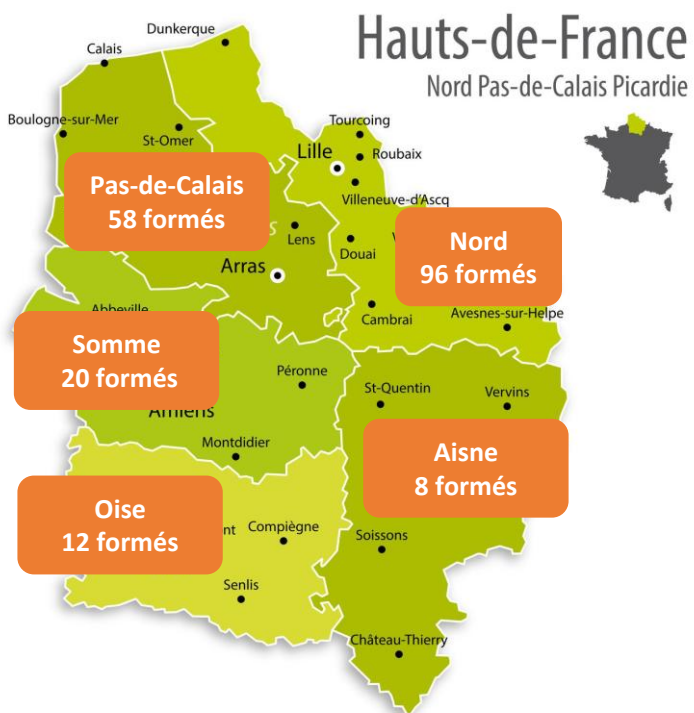 Hauts-de-France
Nord Pas-de-Calais Picardie
Dunkerque
Calais
Boulogne-sur-Mer
St-Omer
Tourcoing
Lille
Roubaix
Villeneuve-d'Ascq
Pas-de-Calais
58 formés
Lens
Douai
Nord
96 formés
Arras
Abbeville
Cambrai
Avesnes-sur-Helpe
Somme
20 formés
Péronne
St-Quentin
Vervins
Amiens
Montdidier
Aisne
8 formés
Oise
12 formés
Compiègne
Soissons
Senlis
Château-Thierry